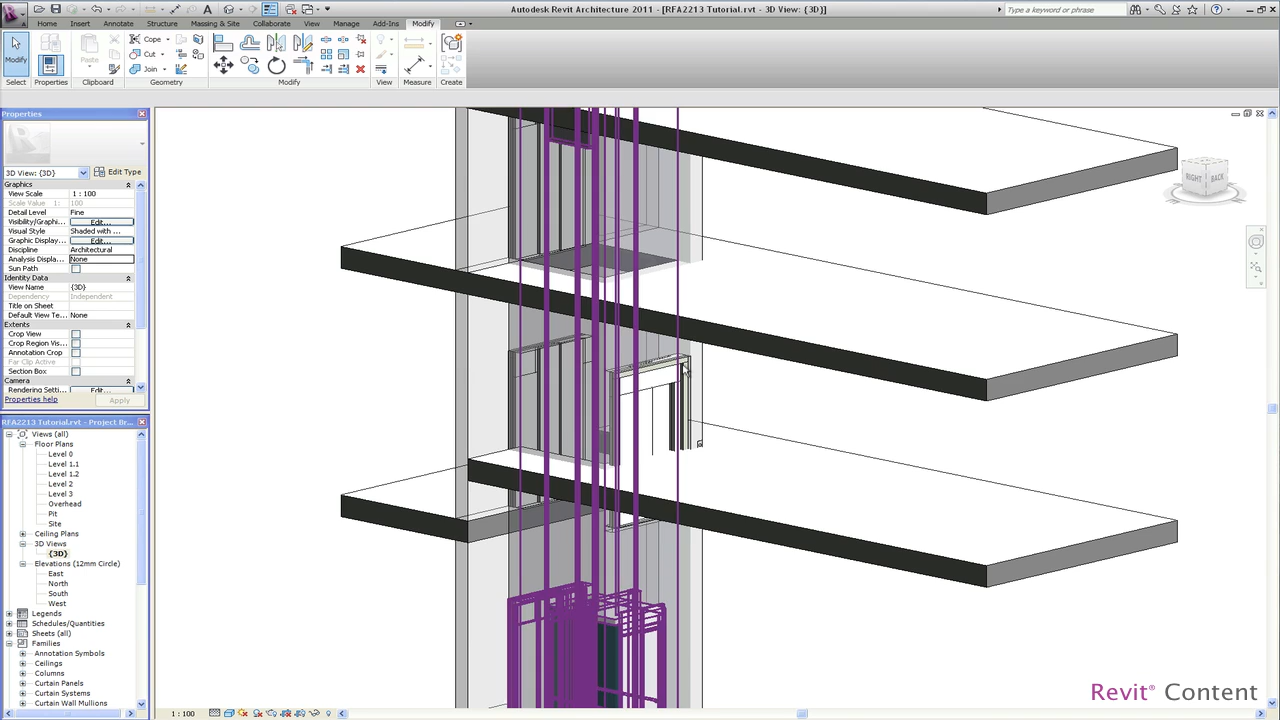 Autodesk Revit Architecture 2011 - [RFA2213 Tutorial.rvt - 3D View: {3D}]
Type a keyword or phrase
Home Insert Annotate Structure Massing & Site Collaborate View Manage Add-Ins Modify
Modify
Paste
Cope
Cut
Join
Select Properties Clipboard Geometry Modify View Measure Create
Properties
3D View: {3D} Edit Type
Graphics
View Scale 1 : 100
Scale Value 1: 100
Detail Level Fine
Visibility/Graphi... Edit...
Visual Style Shaded with ...
Graphic Display... Edit...
Discipline Architectural
Analysis Displa... None
Sun Path
Identity Data
View Name {3D}
Dependency Independent
Title on Sheet
Default View Te... None
Extents
Crop View
Crop Region Vis...
Annotation Crop
Far Clip Active
Section Box
Camera
Rendering Setti... Edit...
Properties help Apply
RFA2213 Tutorial.rvt - Project Br...
Views (all)
Floor Plans
Level 0
Level 1.1
Level 1.2
Level 2
Level 3
Overhead
Pit
Site
Ceiling Plans
3D Views
{3D}
Elevations (12mm Circle)
East
North
South
West
Legends
Schedules/Quantities
Sheets (all)
Families
Annotation Symbols
Ceilings
Columns
Curtain Panels
Curtain Systems
Curtain Wall Mullions
RIGHT BACK
1 : 100
Revit® Content